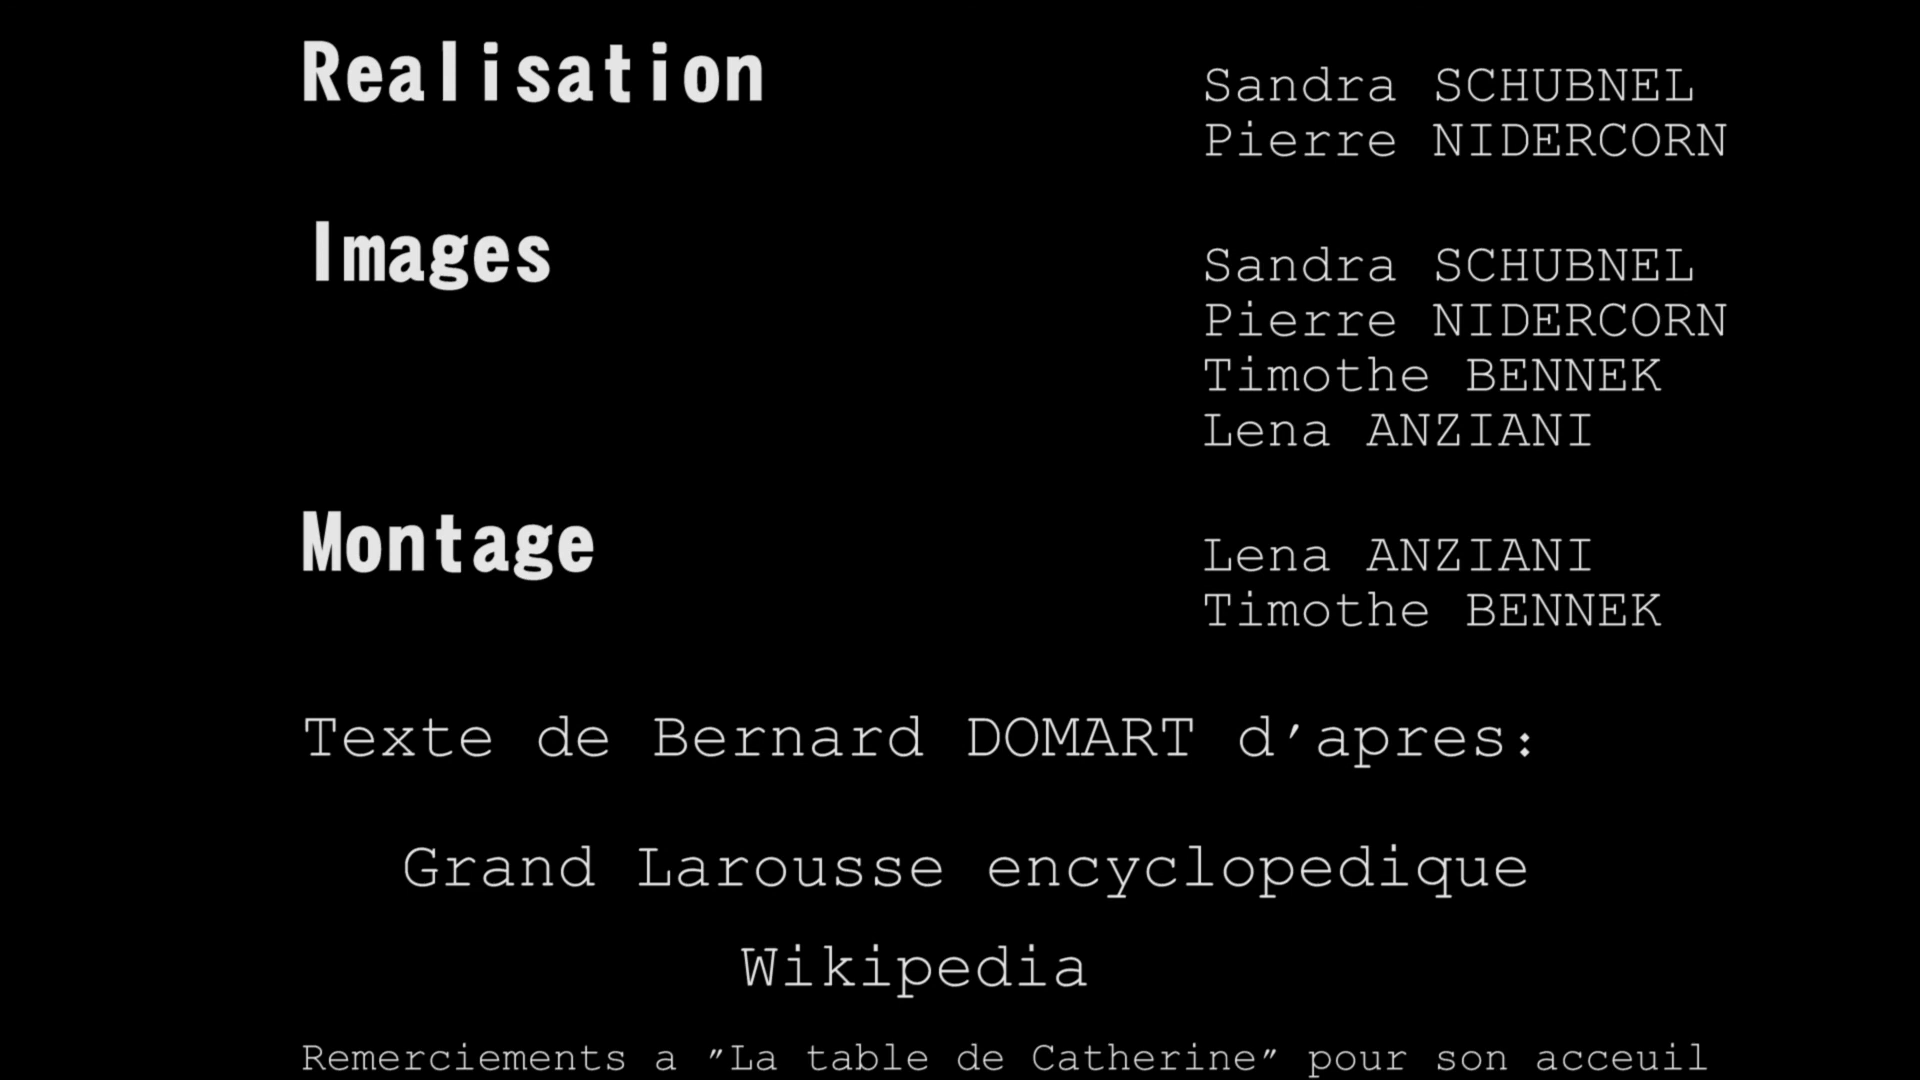 Realisation
Sandra SCHUBNEL
Pierre NIDERCORN
Images
Sandra SCHUBNEL
Pierre NIDERCORN
Timothe BENNEK
Lena ANZIANI
Montage
Lena ANZIANI
Timothe BENNEK
Texte de Bernard DOMART d'apres:
Grand Larousse encyclopedique
Wikipedia
Remerciements a "La table de Catherine" pour son acceuil